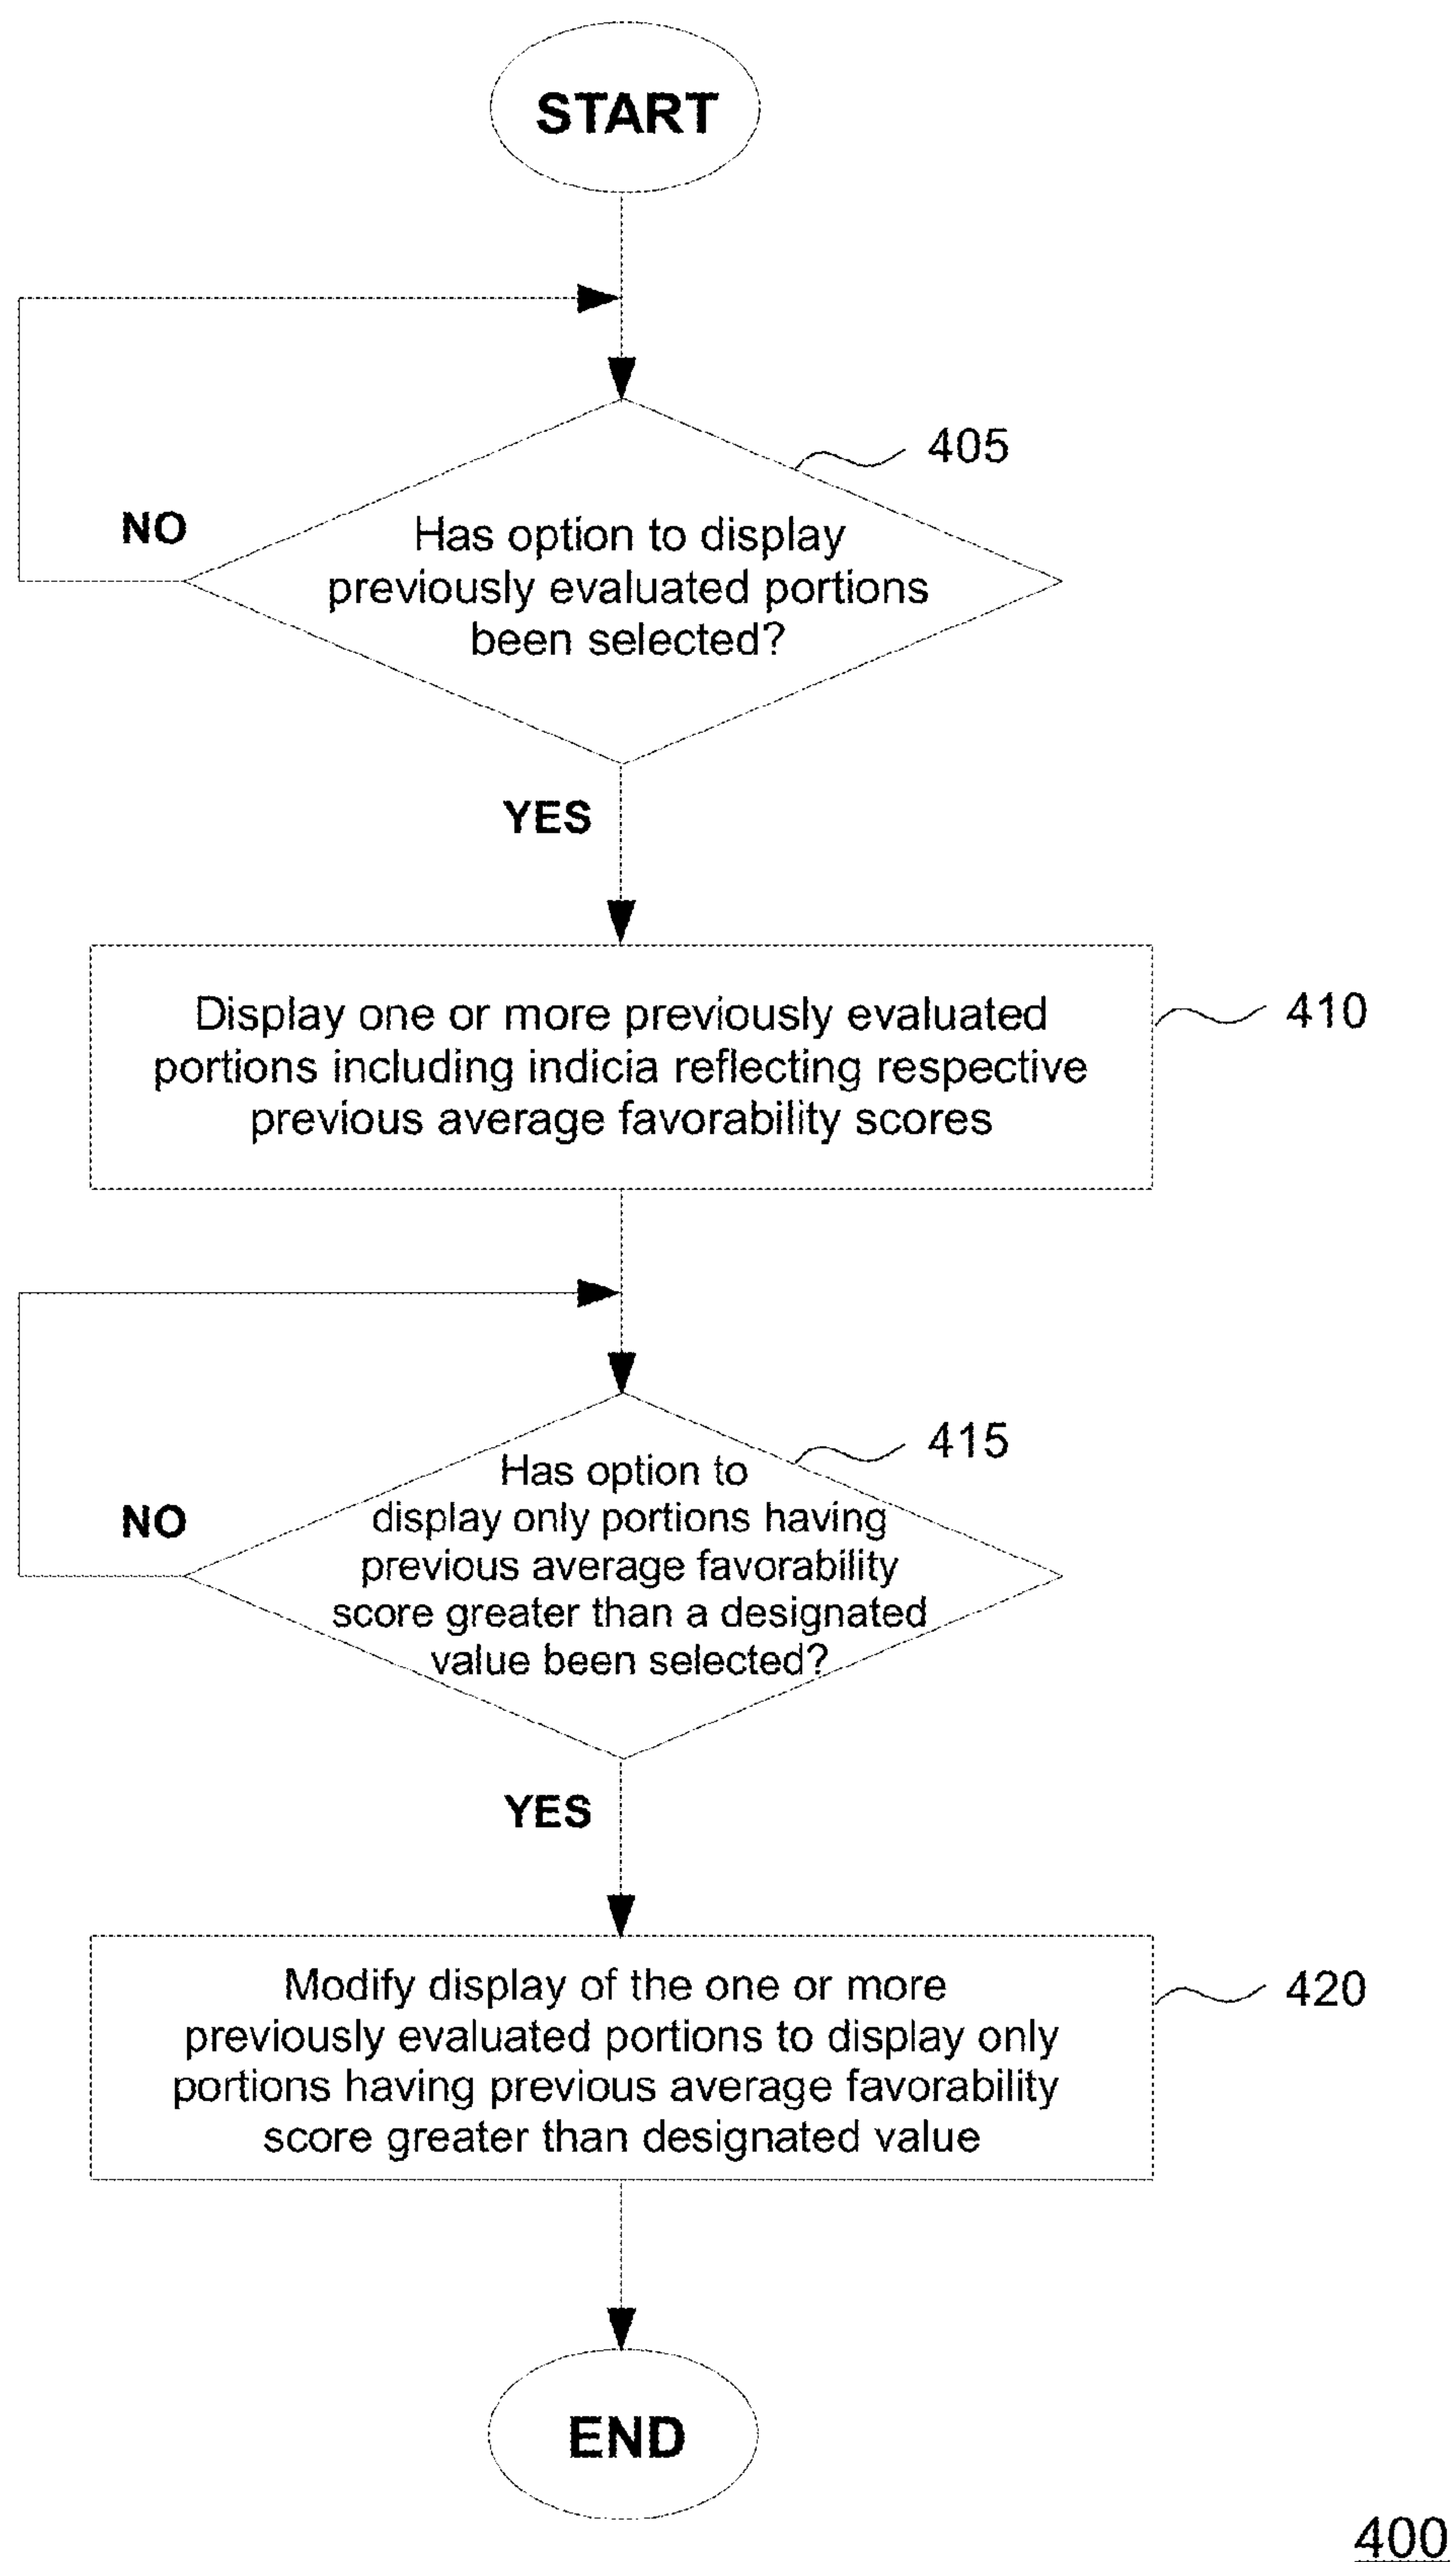 START
405
NO
Has option to display
previously evaluated portions
been selected?
YES
Display one or more previously evaluated
portions including indicia reflecting respective
previous average favorability scores
410
415
Has option to
display only portions having
previous average favorability
score greater than a designated
value been selected?
NO
YES
Modify display of the one or more
previously evaluated portions to display only
portions having previous average favorability
score greater than designated value
420
END
400